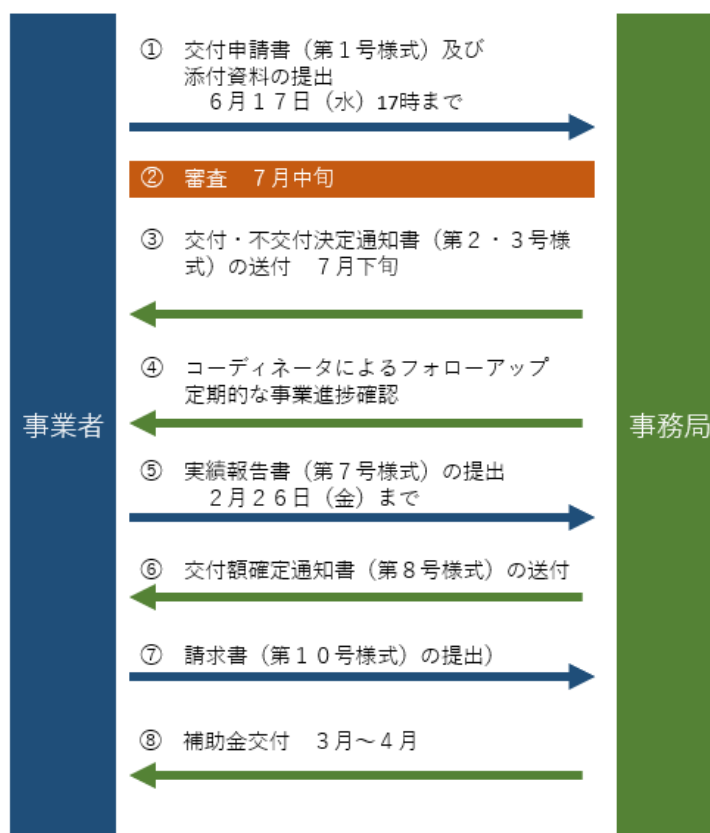 ① 交付申請書（第１号様式）及び
添付資料の提出
６月１７日（水）17時まで
② 審査　７月中旬
③ 交付・不交付決定通知書（第２・３号様
式）の送付　７月下旬
④ コーディネータによるフォローアップ
定期的な事業進捗確認
事業者
事務局
⑤ 実績報告書（第７号様式）の提出
２月２６日（金）まで
⑥ 交付額確定通知書（第８号様式）の送付
⑦ 請求書（第１０号様式）の提出）
⑧ 補助金交付　３月～４月